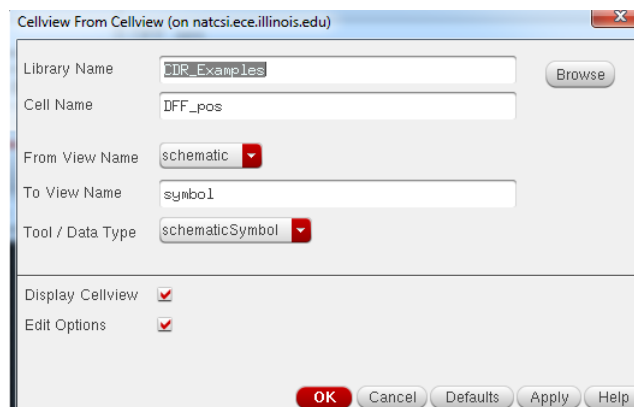 Cellview From Cellview (on natcsi.ece.illinois.edu)
Library Name CDR_Examples Browse
Cell Name DFF_pos
From View Name schematic
To View Name symbol
Tool / Data Type schematicSymbol
Display Cellview
Edit Options
OK Cancel Defaults Apply Help